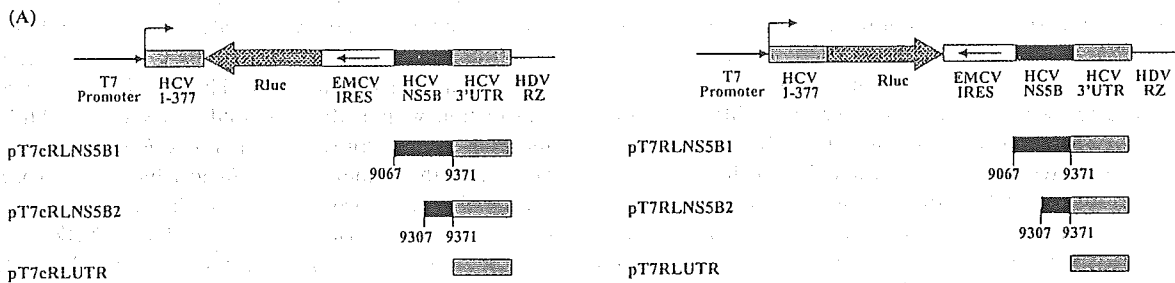 (A)
T7 Promoter
HCV 1-377
Rluc
EMCV IRES
HCV NS5B
HCV 3'UTR
HDV RZ
pT7cRLNS5B1
9067 9371
pT7cRLNS5B2
9307 9371
pT7cRLUTR
T7 Promoter
HCV 1-377
Rluc
EMCV IRES
HCV NS5B
HCV 3'UTR
HDV RZ
pT7RLNS5B1
9067 9371
pT7RLNS5B2
9307 9371
pT7RLUTR